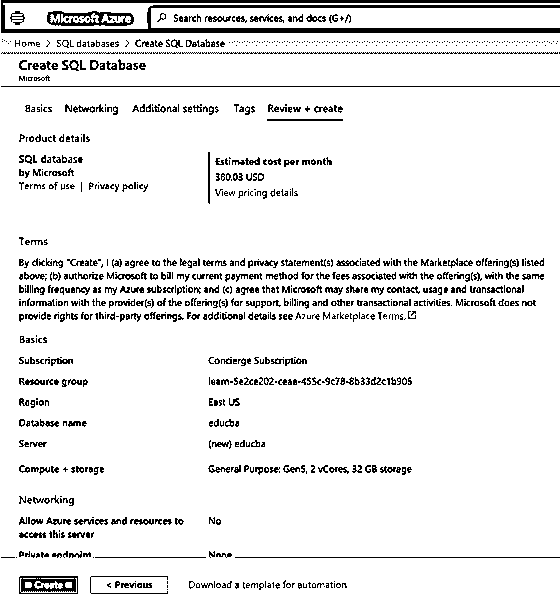 Microsoft Azure
Search resources, services, and docs (G+/)
Home > SQL databases > Create SQL Database
Create SQL Database
Microsoft
Basics Networking Additional settings Tags Review + create
Product details
SQL database
by Microsoft
Terms of use | Privacy policy
Estimated cost per month
380.03 USD
View pricing details
Terms
By clicking "Create", I (a) agree to the legal terms and privacy statement(s) associated with the Marketplace offering(s) listed
above; (b) authorize Microsoft to bill my current payment method for the fees associated with the offering(s), with the same
billing frequency as my Azure subscription; and (c) agree that Microsoft may share my contact, usage and transactional
information with the provider(s) of the offering(s) for support, billing and other transactional activities. Microsoft does not
provide rights for third-party offerings. For additional details see Azure Marketplace Terms.
Basics
Subscription Concierge Subscription
Resource group learn-5e2ce202-ceae-455c-9c78-8b33d2c1b906
Region East US
Database name educba
Server (new) educba
Compute + storage General Purpose: Gen5, 2 vCores, 32 GB storage
Networking
Allow Azure services and resources to No
access this server
Private endpoint None
Create < Previous Download a template for automation